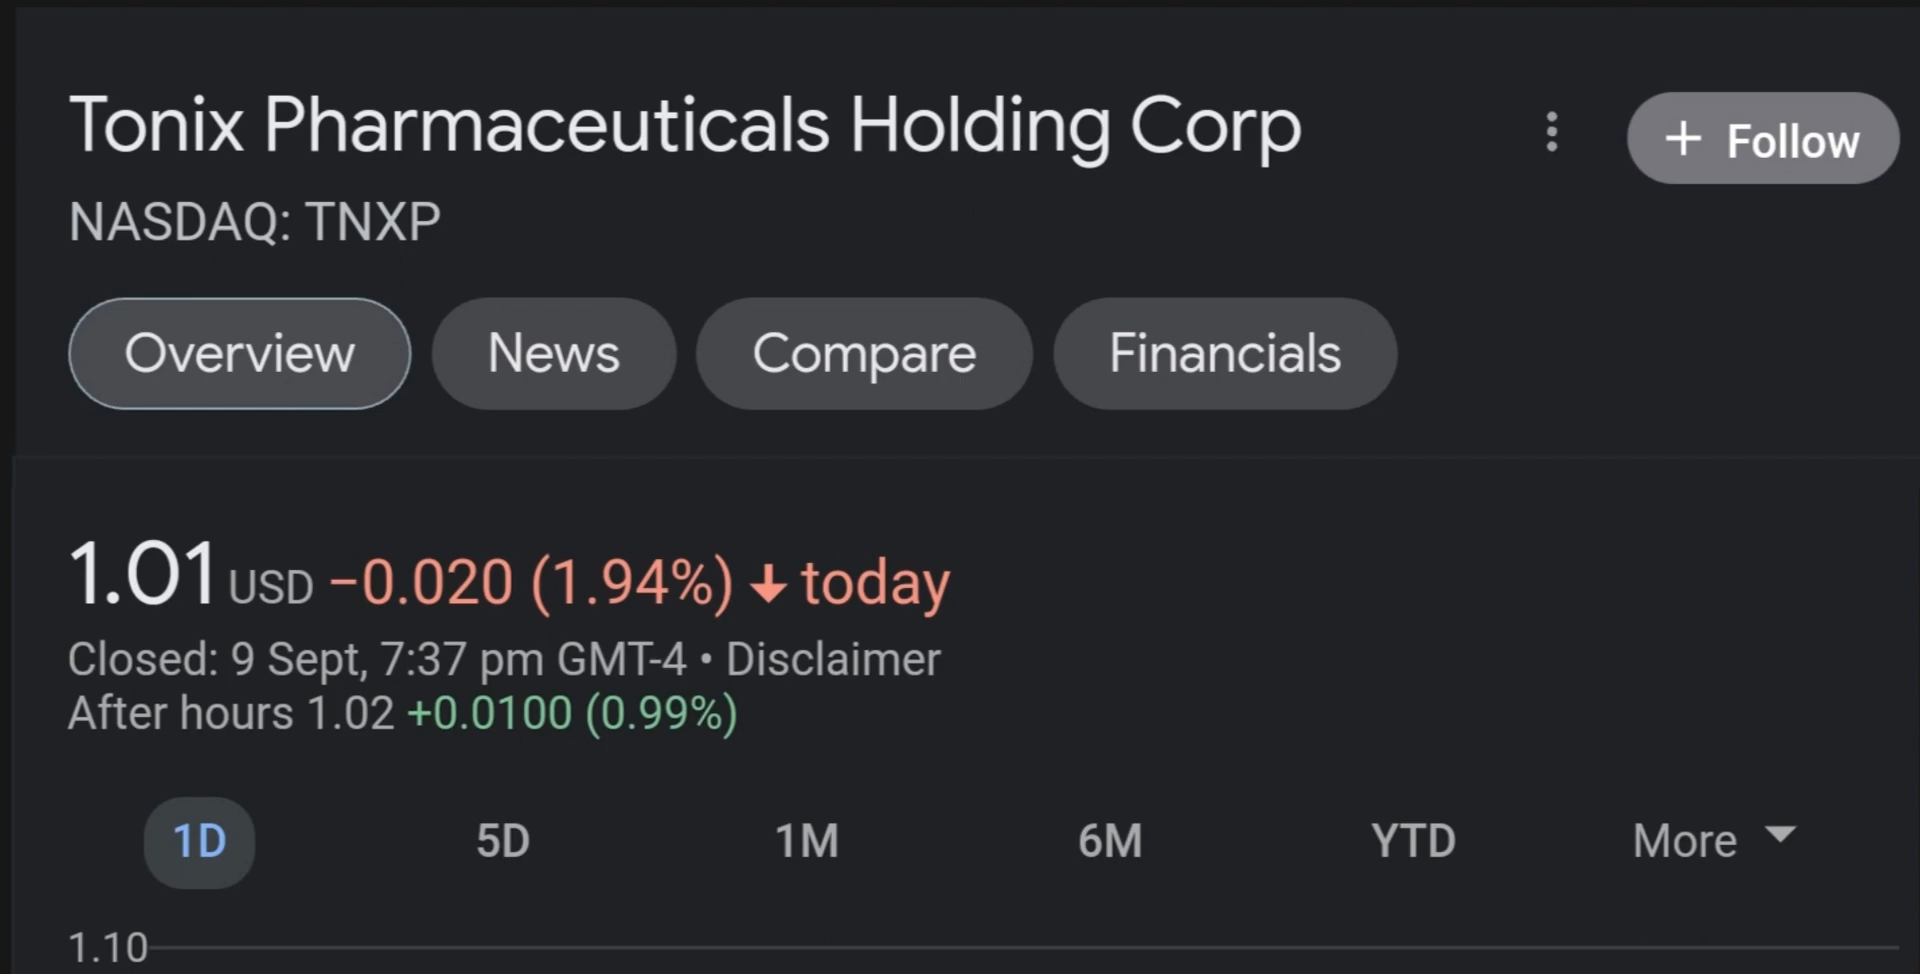 Tonix Pharmaceuticals Holding Corp
+ Follow
NASDAQ: TNXP
Overview News Compare Financials
1.01 USD −0.020 (1.94%) ↓ today
Closed: 9 Sept, 7:37 pm GMT-4 • Disclaimer
After hours 1.02 +0.0100 (0.99%)
1D 5D 1M 6M YTD More
1.10